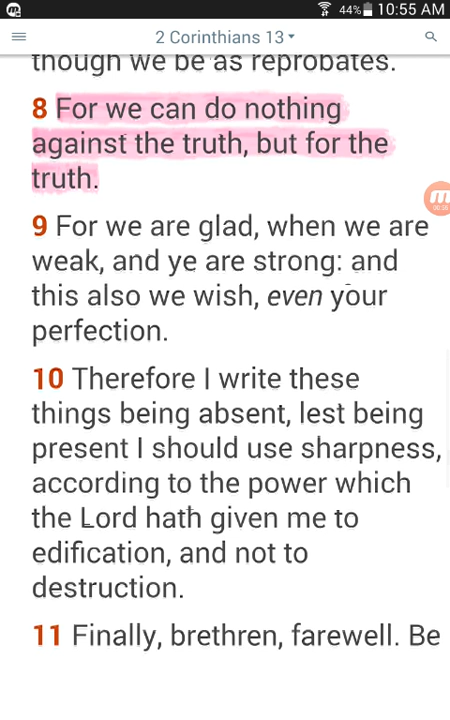 44% 10:55 AM
2 Corinthians 13
though we be as reprobates.
8 For we can do nothing
against the truth, but for the
truth.
9 For we are glad, when we are
weak, and ye are strong: and
this also we wish, even your
perfection.
10 Therefore I write these
things being absent, lest being
present I should use sharpness,
according to the power which
the Lord hath given me to
edification, and not to
destruction.
11 Finally, brethren, farewell. Be